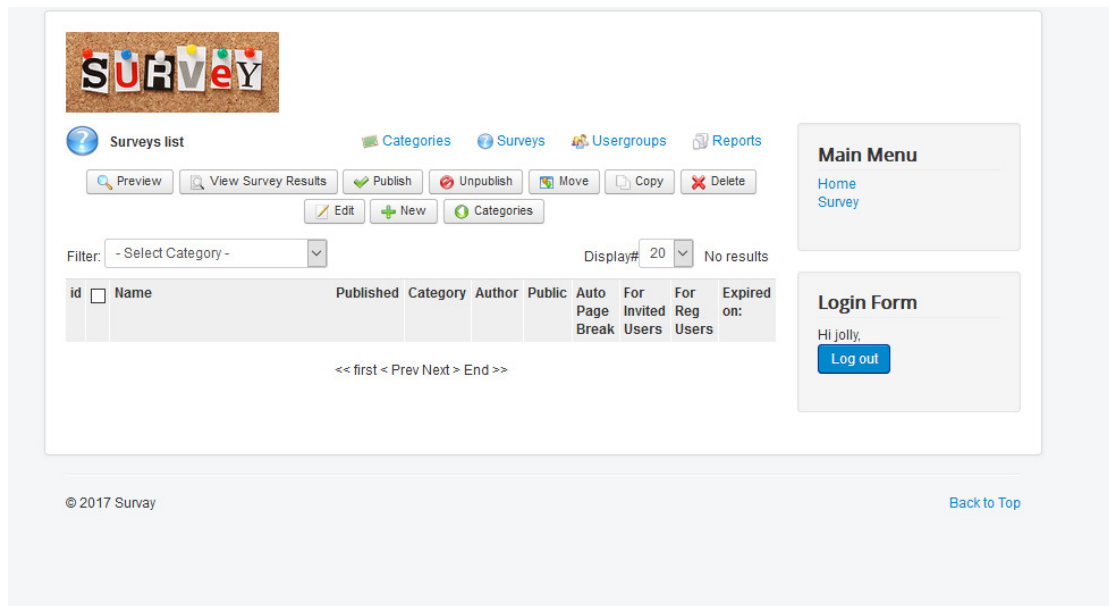 SURVeY
Surveys list
Categories Surveys Usergroups Reports
Preview View Survey Results Publish Unpublish Move Copy Delete
Edit New Categories
Filter: - Select Category - Display# 20 No results
id Name Published Category Author Public Auto Page Break For Invited Users For Reg Users Expired on:
<< first < Prev Next > End >>
Main Menu
Home
Survey
Login Form
Hi jolly,
Log out
© 2017 Survay Back to Top